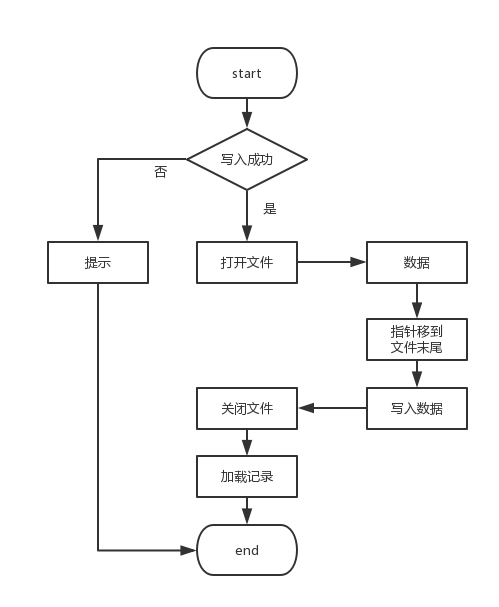 start
写入成功
否
是
提示
打开文件
数据
指针移到
文件末尾
关闭文件
写入数据
加载记录
end